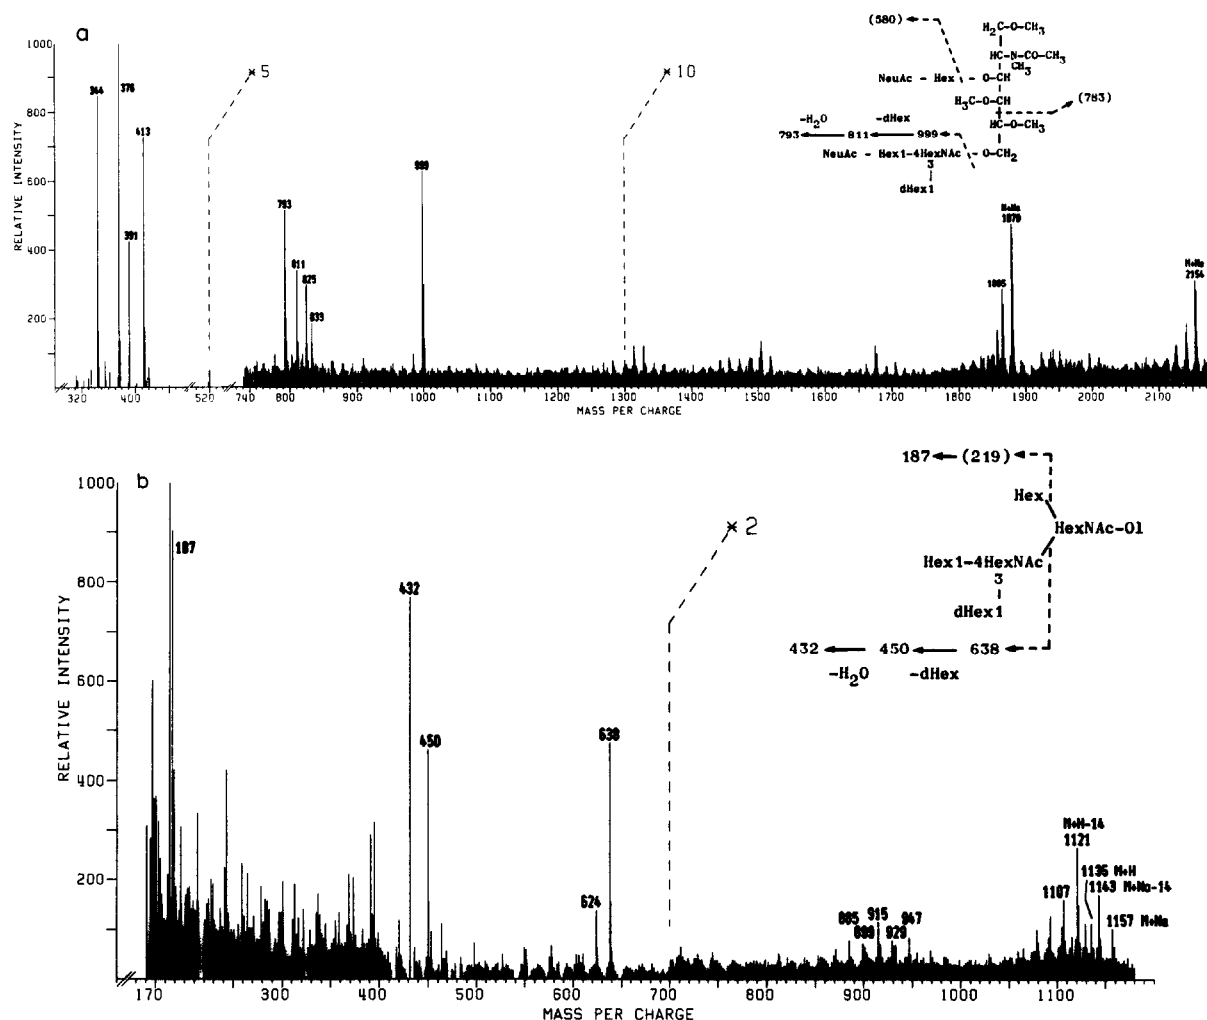 a
1000
800
600
400
200
RELATIVE INTENSITY
344
376
391
413
* 5
* 10
793
811
825
839
999
1865
M+Na
1879
M+Na
2154
320 400 520 740 800 900 1000 1100 1200 1300 1400 1500 1600 1700 1800 1900 2000 2100
MASS PER CHARGE
(580)
H2C-O-CH3
HC-N-CO-CH3
CH3
NeuAc - Hex - O-CH
H3C-O-CH
(783)
HC-O-CH3
-H2O -dHex
793 811 999
NeuAc - Hex1-4HexNAc - O-CH2
3
dHex1
b
1000
800
600
400
200
RELATIVE INTENSITY
187
432
450
624
638
* 2
885
899
915
929
947
1107
M+H-14
1121
1135 M+H
1143 M+Na-14
1157 M+Na
170 300 400 500 600 700 800 900 1000 1100
MASS PER CHARGE
187 (219)
Hex
HexNAc-Ol
Hex1-4HexNAc
3
dHex1
432 450 638
-H2O -dHex